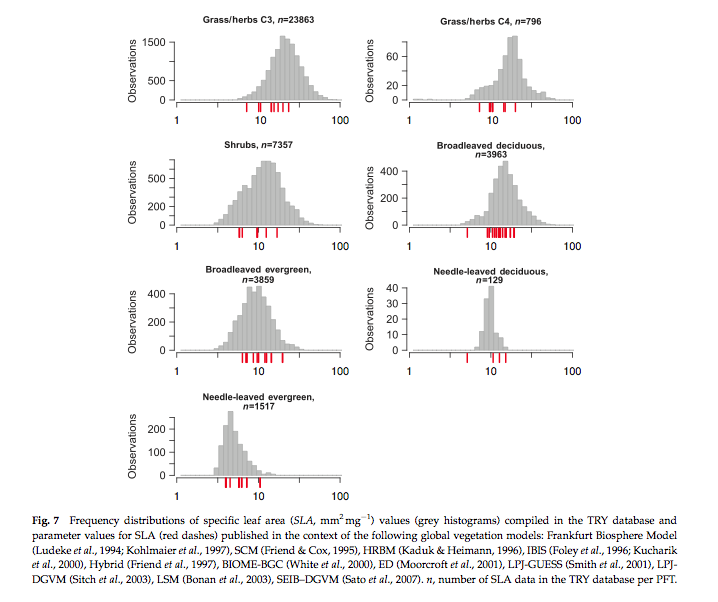 Grass/herbs C3, n=23863
Observations
1500
500
0
1
10
100
Grass/herbs C4, n=796
Observations
60
20
0
1
10
100
Shrubs, n=7357
Observations
500
200
0
1
10
100
Broadleaved deciduous,
n=3963
Observations
400
200
0
1
10
100
Broadleaved evergreen,
n=3859
Observations
400
200
0
1
10
100
Needle-leaved deciduous,
n=129
Observations
40
30
20
10
0
1
10
100
Needle-leaved evergreen,
n=1517
Observations
200
100
0
1
10
100
Fig. 7 Frequency distributions of specific leaf area (SLA, mm² mg⁻¹) values (grey histograms) compiled in the TRY database and
parameter values for SLA (red dashes) published in the context of the following global vegetation models: Frankfurt Biosphere Model
(Ludeke et al., 1994; Kohlmaier et al., 1997), SCM (Friend & Cox, 1995), HRBM (Kaduk & Heimann, 1996), IBIS (Foley et al., 1996; Kucharik
et al., 2000), Hybrid (Friend et al., 1997), BIOME-BGC (White et al., 2000), ED (Moorcroft et al., 2001), LPJ-GUESS (Smith et al., 2001), LPJ-
DGVM (Sitch et al., 2003), LSM (Bonan et al., 2003), SEIB–DGVM (Sato et al., 2007). n, number of SLA data in the TRY database per PFT.